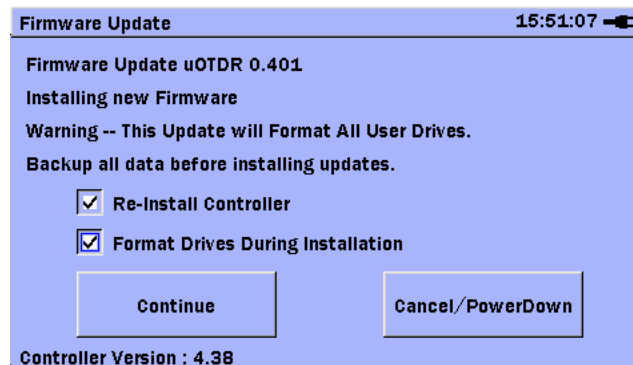 Firmware Update 15:51:07
Firmware Update uOTDR 0.401
Installing new Firmware
Warning -- This Update will Format All User Drives.
Backup all data before installing updates.
Re-Install Controller
Format Drives During Installation
Continue Cancel/PowerDown
Controller Version : 4.38